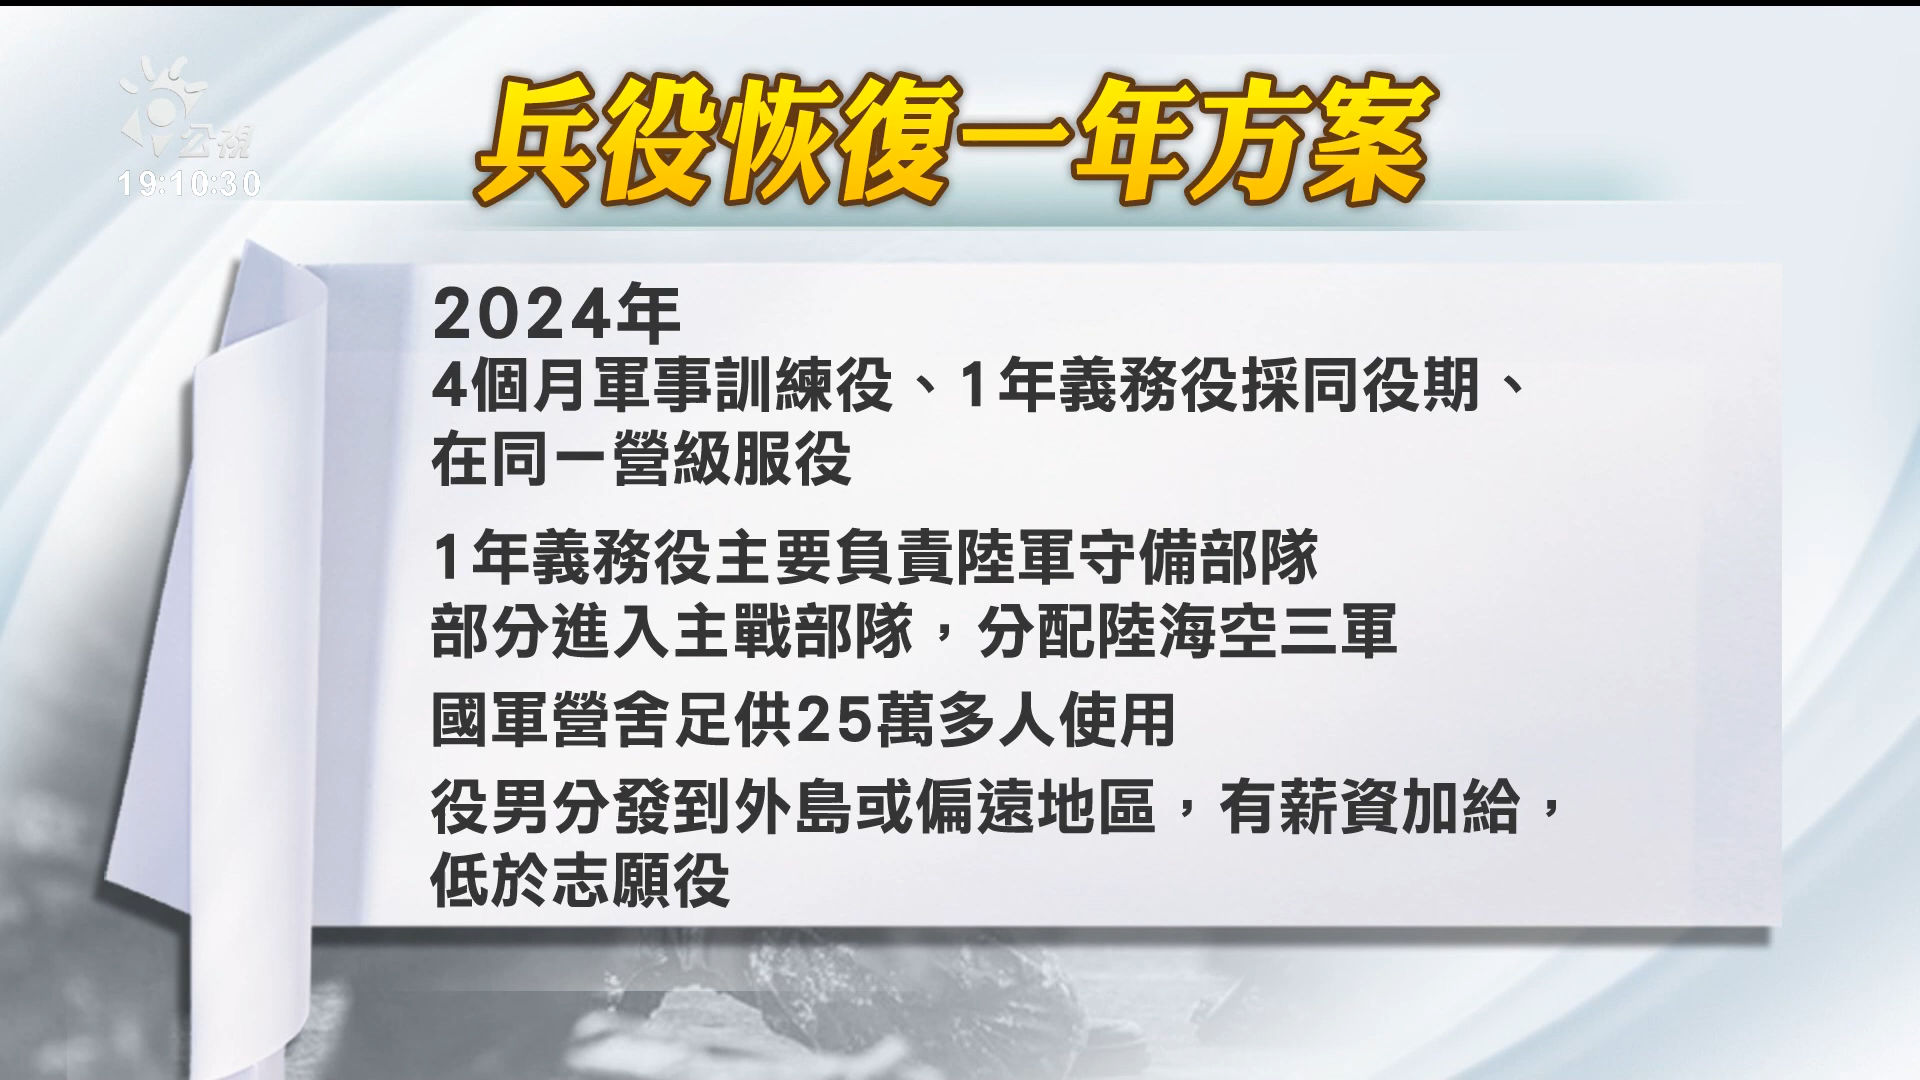 公視
19:10:30
兵役恢復一年方案
2024年
4個月軍事訓練役、1年義務役採同役期、
在同一營級服役
1年義務役主要負責陸軍守備部隊
部分進入主戰部隊，分配陸海空三軍
國軍營舍足供25萬多人使用
役男分發到外島或偏遠地區，有薪資加給，
低於志願役